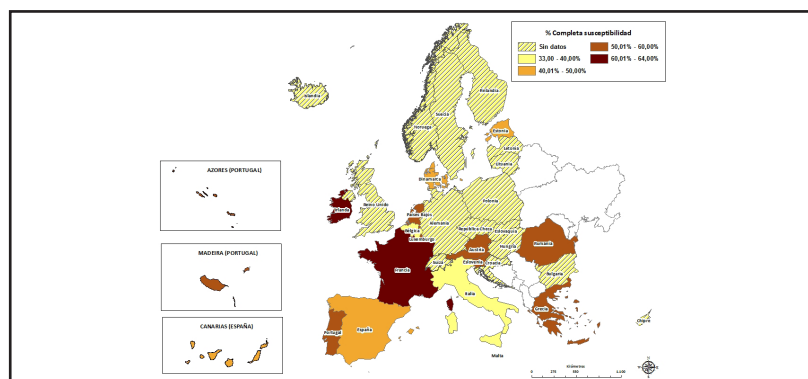 % Completa susceptibilidad
Sin datos
33,00 - 40,00%
40,01% - 50,00%
50,01% - 60,00%
60,01% - 64,00%
Islandia
Finlandia
Suecia
Noruega
Estonia
Letonia
Lituania
Dinamarca
AZORES (PORTUGAL)
Irlanda
Reino Unido
Países Bajos
Polonia
Alemania
Bélgica
Luxemburgo
República Checa
Eslovaquia
Austria
Hungría
Rumanía
MADEIRA (PORTUGAL)
Francia
Suiza
Eslovenia
Croacia
Bulgaria
Italia
CANARIAS (ESPAÑA)
Portugal
España
Grecia
Chipre
Malta
Kilómetros
0
275
550
1.100